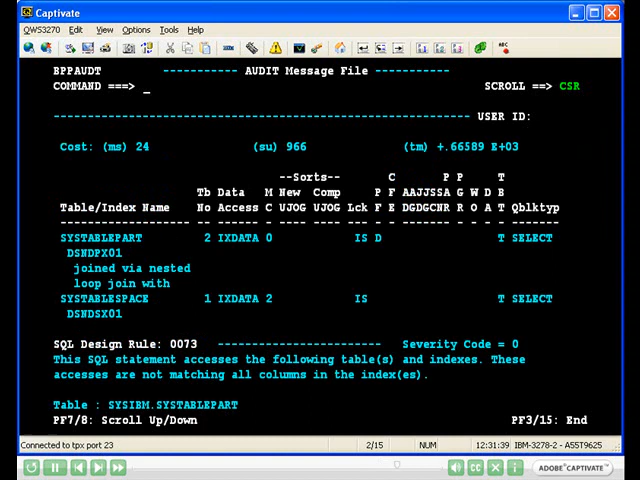 Captivate
QWS3270 Edit View Options Tools Help
BPPAUDT ----------- AUDIT Message File -----------
COMMAND ===> _ SCROLL ==> CSR
--------------------------------------------------------------- USER ID:
Cost: (ms) 24 (su) 966 (tm) +.66589 E+03
--Sorts-- C P P T
Tb Data M New Comp P F AAJJSSA G W D B
Table/Index Name No Access C UJOG UJOG Lck F E DGDGCNR R O A T Qblktyp
SYSTABLEPART 2 IXDATA 0 IS D T SELECT
DSNDPX01
joined via nested
loop join with
SYSTABLESPACE 1 IXDATA 2 IS T SELECT
DSNDSX01
SQL Design Rule: 0073 ------------------------- Severity Code = 0
This SQL statement accesses the following table(s) and indexes. These
accesses are not matching all columns in the index(es).
Table : SYSIBM.SYSTABLEPART
PF7/8: Scroll Up/Down PF3/15: End
Connected to tpx port 23 2/15 NUM 12:31:39 IBM-3278-2 - A55T9625
CC ADOBE® CAPTIVATE™